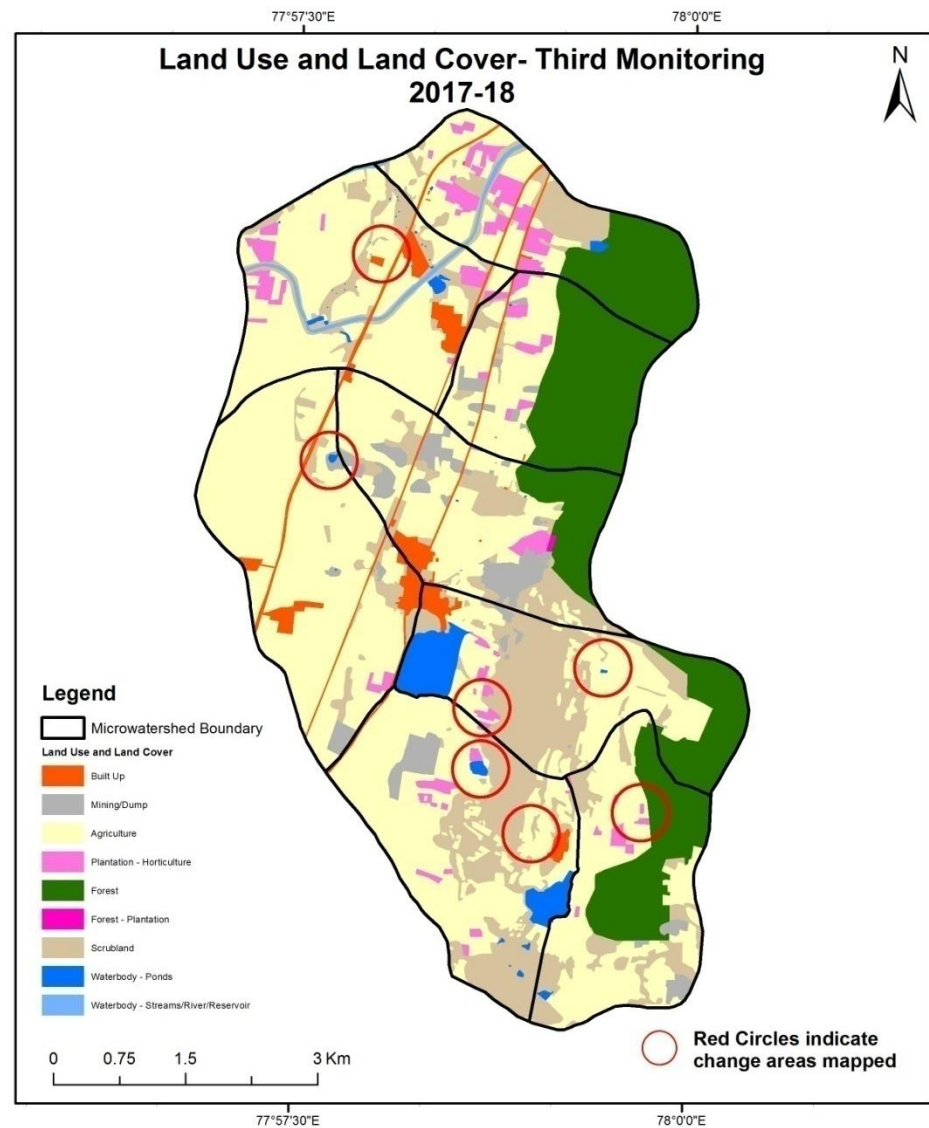 77°57'30"E
78°0'0"E
Land Use and Land Cover- Third Monitoring
2017-18
N
Legend
Microwatershed Boundary
Land Use and Land Cover
Built Up
Mining/Dump
Agriculture
Plantation - Horticulture
Forest
Forest - Plantation
Scrubland
Waterbody - Ponds
Waterbody - Streams/River/Reservoir
0 0.75 1.5 3 Km
Red Circles indicate
change areas mapped
77°57'30"E
78°0'0"E